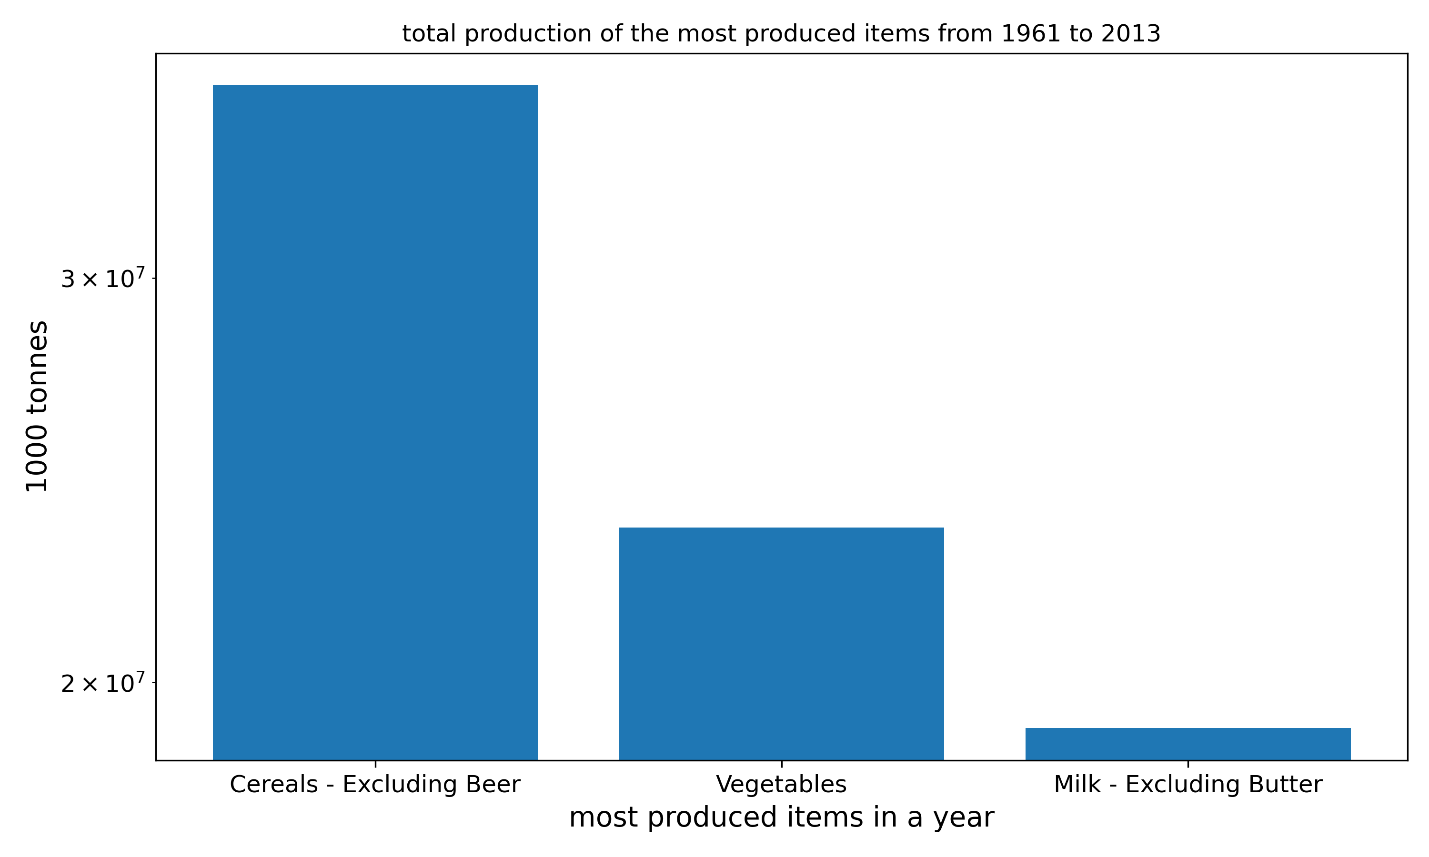 total production of the most produced items from 1961 to 2013
1000 tonnes
3 × 10⁷
2 × 10⁷
Cereals - Excluding Beer
Vegetables
Milk - Excluding Butter
most produced items in a year